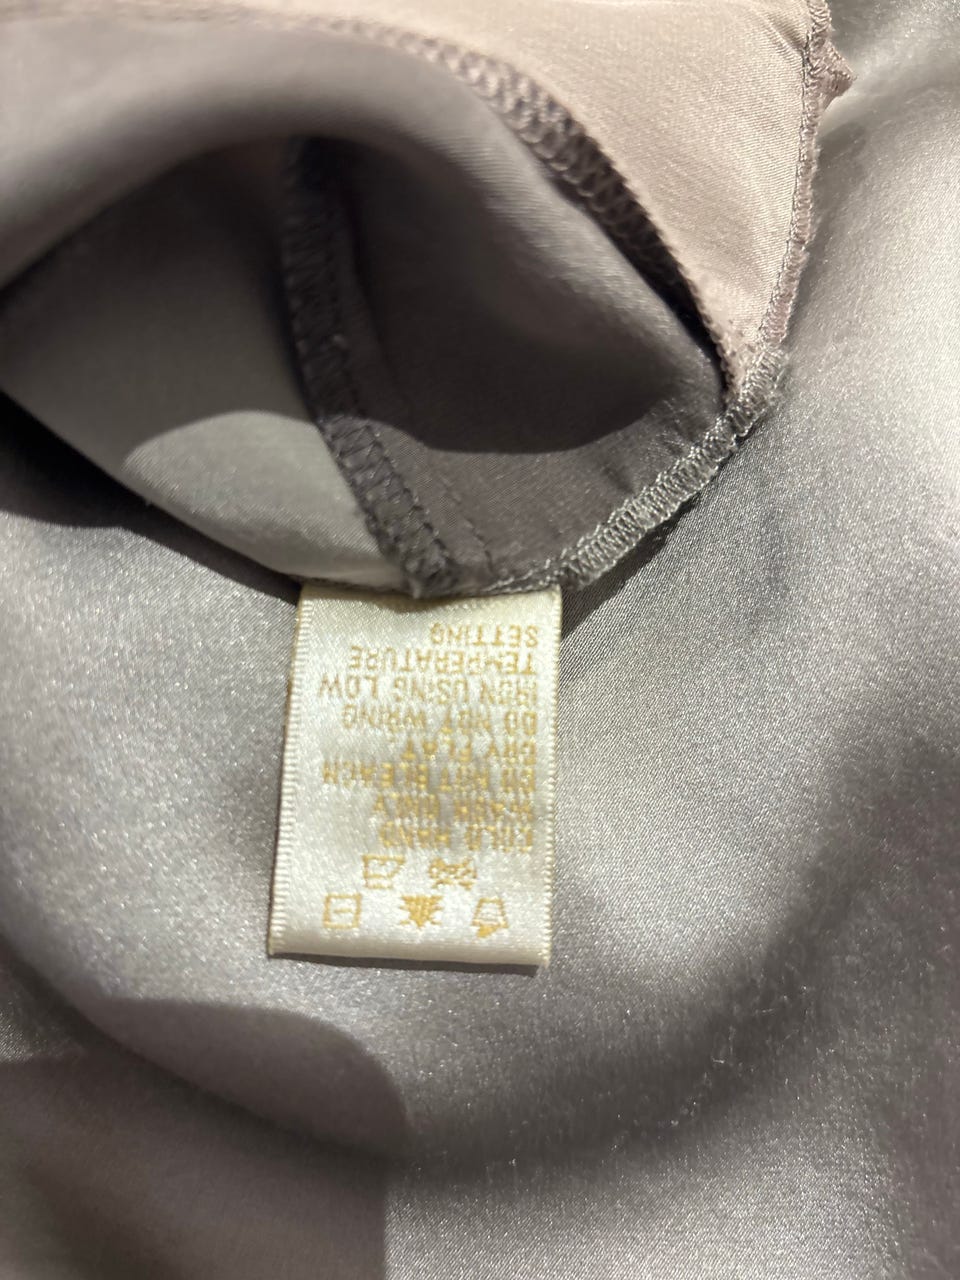 COLD HAND
WASH ONLY
DO NOT BLEACH
DRY FLAT
DO NOT WRING
IRON USING LOW
TEMPERATURE
SETTING